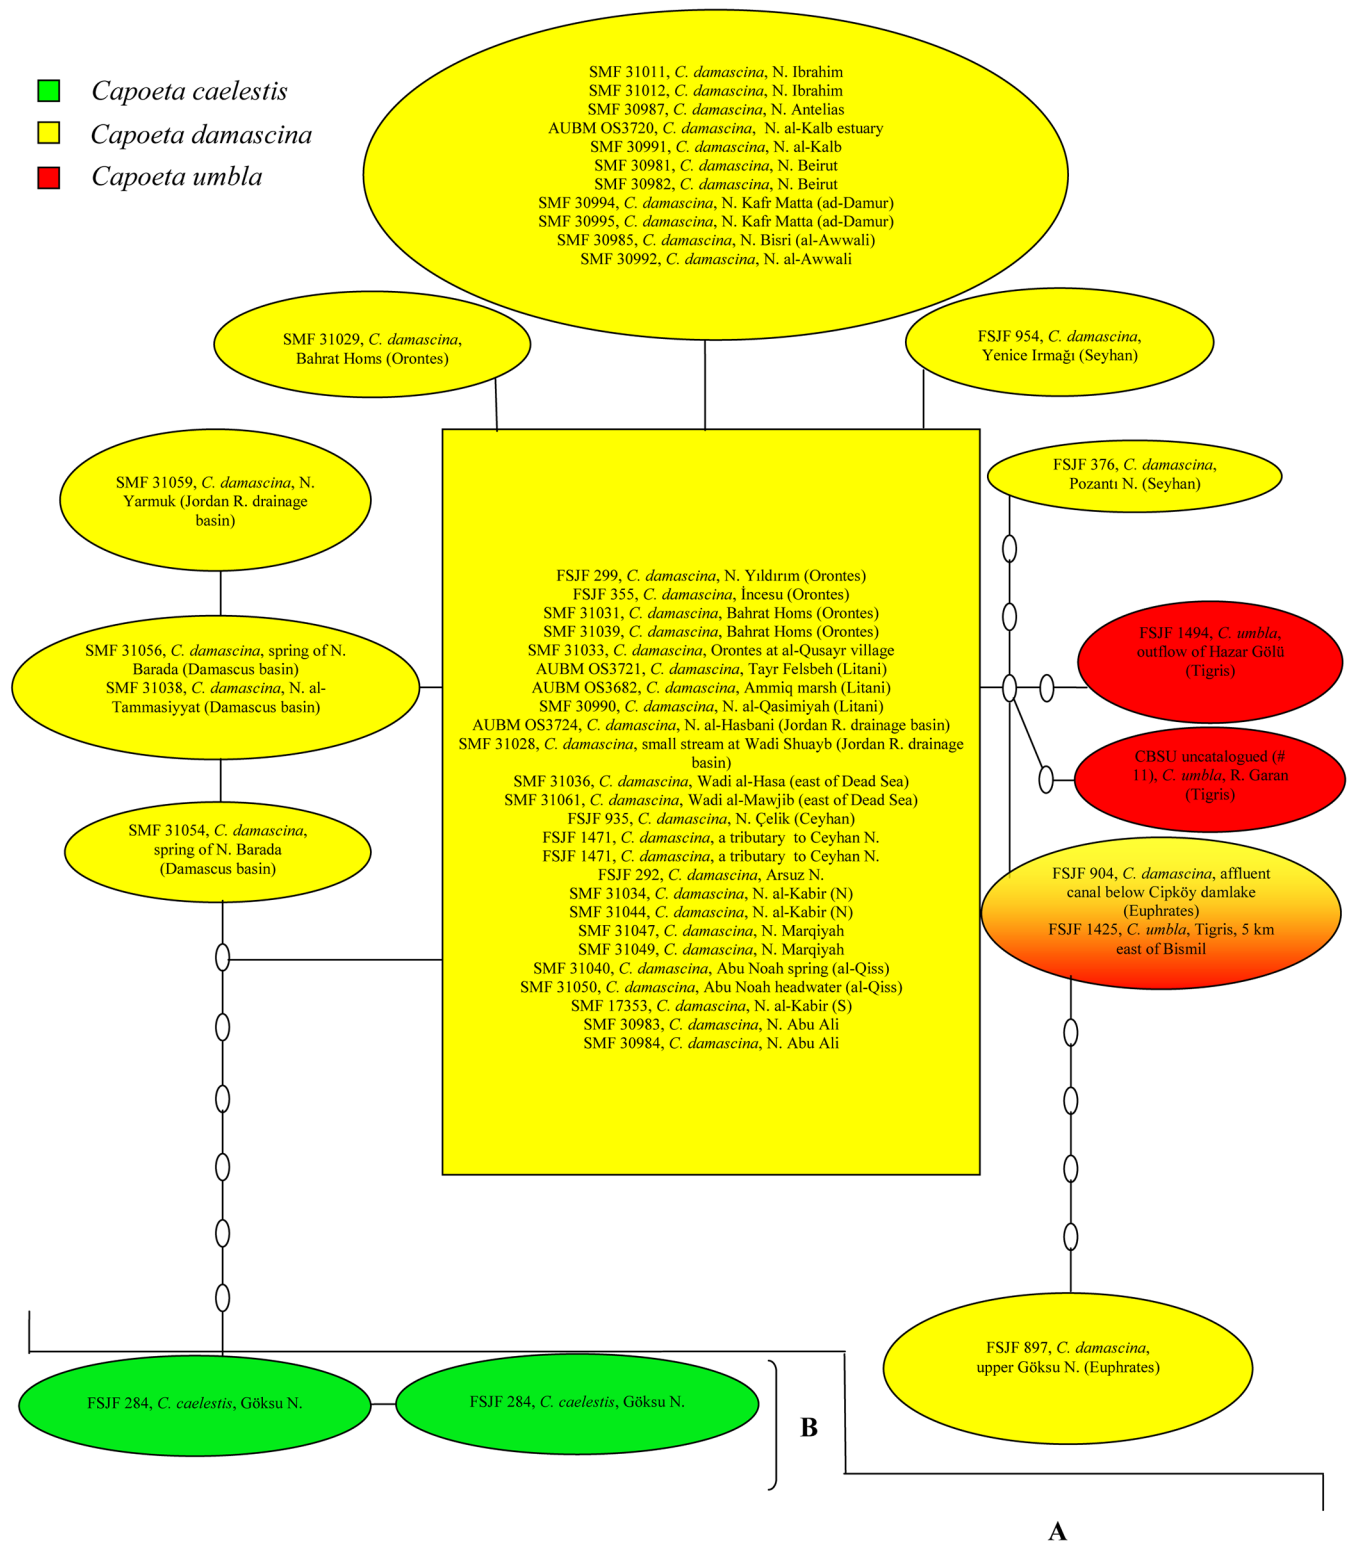 Capoeta caelestis
Capoeta damascina
Capoeta umbla
SMF 31011, C. damascina, N. Ibrahim
SMF 31012, C. damascina, N. Ibrahim
SMF 30987, C. damascina, N. Antelias
AUBM OS3720, C. damascina, N. al-Kalb estuary
SMF 30991, C. damascina, N. al-Kalb
SMF 30981, C. damascina, N. Beirut
SMF 30982, C. damascina, N. Beirut
SMF 30994, C. damascina, N. Kafr Matta (ad-Damur)
SMF 30995, C. damascina, N. Kafr Matta (ad-Damur)
SMF 30985, C. damascina, N. Bisri (al-Awwali)
SMF 30992, C. damascina, N. al-Awwali
SMF 31029, C. damascina,
Bahrat Homs (Orontes)
FSJF 954, C. damascina,
Yenice Irmağı (Seyhan)
SMF 31059, C. damascina, N.
Yarmuk (Jordan R. drainage
basin)
FSJF 376, C. damascina,
Pozantı N. (Seyhan)
SMF 31056, C. damascina, spring of N.
Barada (Damascus basin)
SMF 31038, C. damascina, N. al-
Tammasiyyat (Damascus basin)
SMF 31054, C. damascina,
spring of N. Barada
(Damascus basin)
FSJF 299, C. damascina, N. Yıldırım (Orontes)
FSJF 355, C. damascina, İncesu (Orontes)
SMF 31031, C. damascina, Bahrat Homs (Orontes)
SMF 31039, C. damascina, Bahrat Homs (Orontes)
SMF 31033, C. damascina, Orontes at al-Qusayr village
AUBM OS3721, C. damascina, Tayr Felsbeh (Litani)
AUBM OS3682, C. damascina, Ammiq marsh (Litani)
SMF 30990, C. damascina, N. al-Qasimiyah (Litani)
AUBM OS3724, C. damascina, N. al-Hasbani (Jordan R. drainage basin)
SMF 31028, C. damascina, small stream at Wadi Shuayb (Jordan R. drainage
basin)
SMF 31036, C. damascina, Wadi al-Hasa (east of Dead Sea)
SMF 31061, C. damascina, Wadi al-Mawjib (east of Dead Sea)
FSJF 935, C. damascina, N. Çelik (Ceyhan)
FSJF 1471, C. damascina, a tributary to Ceyhan N.
FSJF 1471, C. damascina, a tributary to Ceyhan N.
FSJF 292, C. damascina, Arsuz N.
SMF 31034, C. damascina, N. al-Kabir (N)
SMF 31044, C. damascina, N. al-Kabir (N)
SMF 31047, C. damascina, N. Marqiyah
SMF 31049, C. damascina, N. Marqiyah
SMF 31040, C. damascina, Abu Noah spring (al-Qiss)
SMF 31050, C. damascina, Abu Noah headwater (al-Qiss)
SMF 17353, C. damascina, N. al-Kabir (S)
SMF 30983, C. damascina, N. Abu Ali
SMF 30984, C. damascina, N. Abu Ali
FSJF 1494, C. umbla,
outflow of Hazar Gölü
(Tigris)
CBSU uncatalogued (#
11), C. umbla, R. Garan
(Tigris)
FSJF 904, C. damascina, affluent
canal below Cipköy damlake
(Euphrates)
FSJF 1425, C. umbla, Tigris, 5 km
east of Bismil
FSJF 897, C. damascina,
upper Göksu N. (Euphrates)
FSJF 284, C. caelestis, Göksu N.
FSJF 284, C. caelestis, Göksu N.
B
A